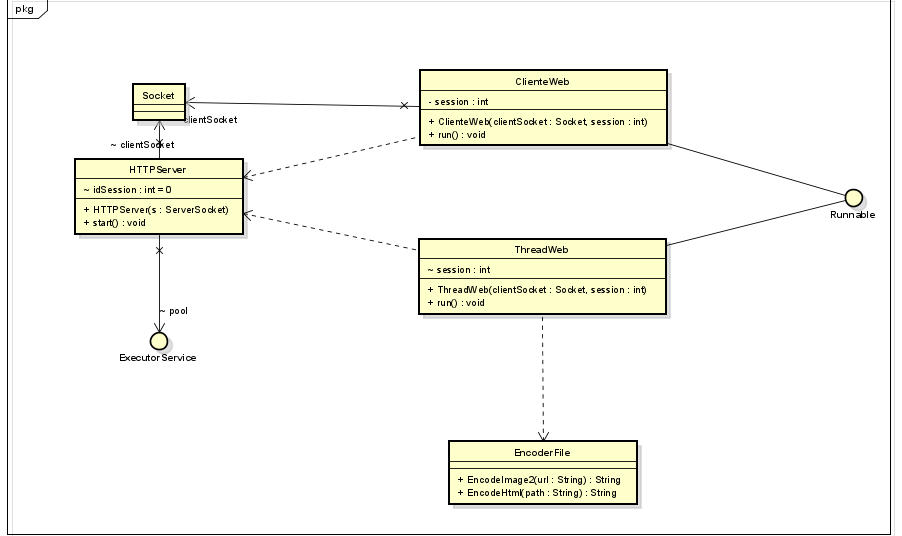 pkg
Socket
clientSocket
~ clientSocket
HTTPServer
~ idSession : int = 0
+ HTTPServer(s : ServerSocket)
+ start() : void
~ pool
ExecutorService
ClienteWeb
- session : int
+ ClienteWeb(clientSocket : Socket, session : int)
+ run() : void
Runnable
ThreadWeb
~ session : int
+ ThreadWeb(clientSocket : Socket, session : int)
+ run() : void
EncoderFile
+ EncodeImage2(url : String) : String
+ EncodeHtml(path : String) : String